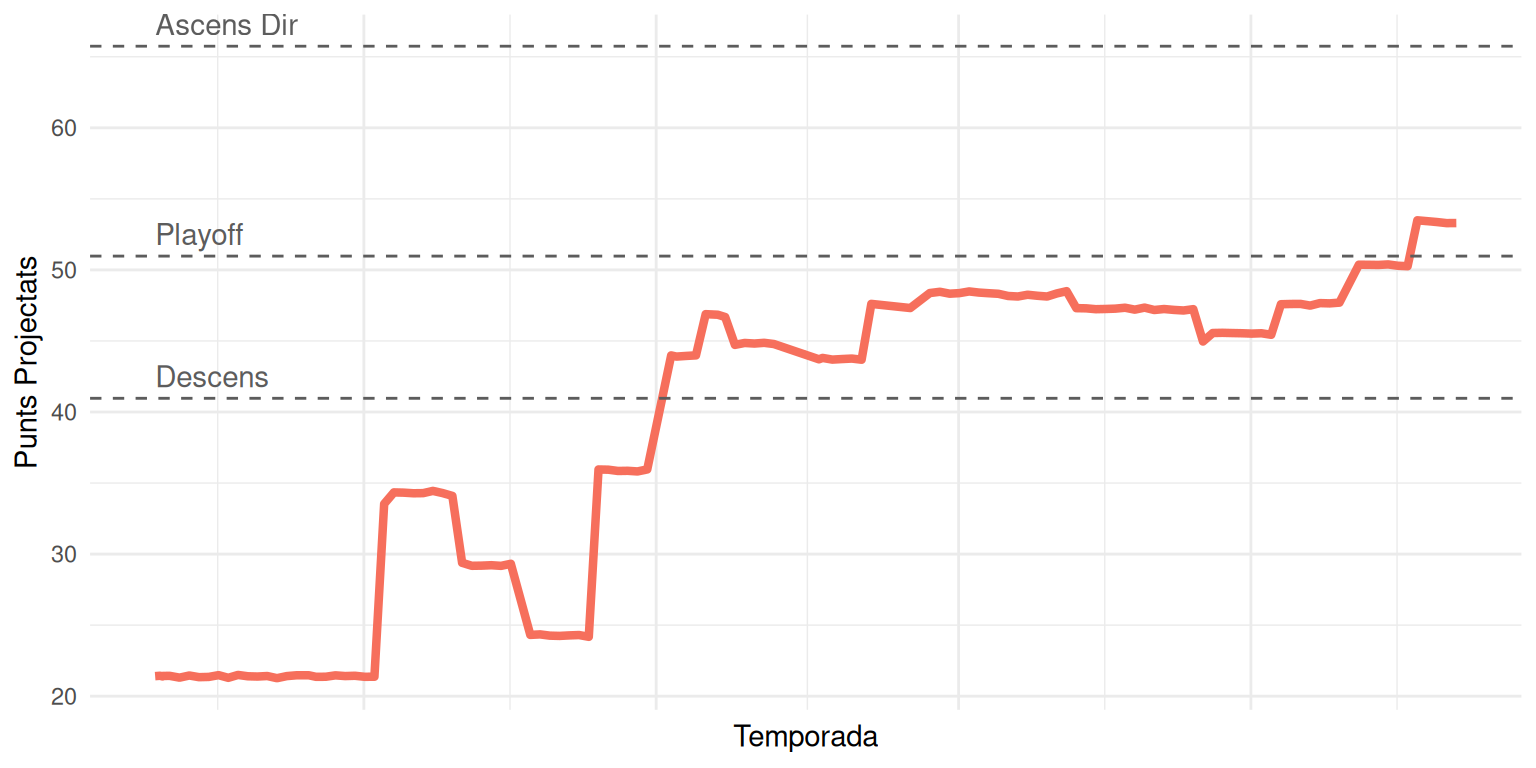 Ascens Dir
60
Playoff
50
Descens
40
30
20
Punts Projectats
Temporada